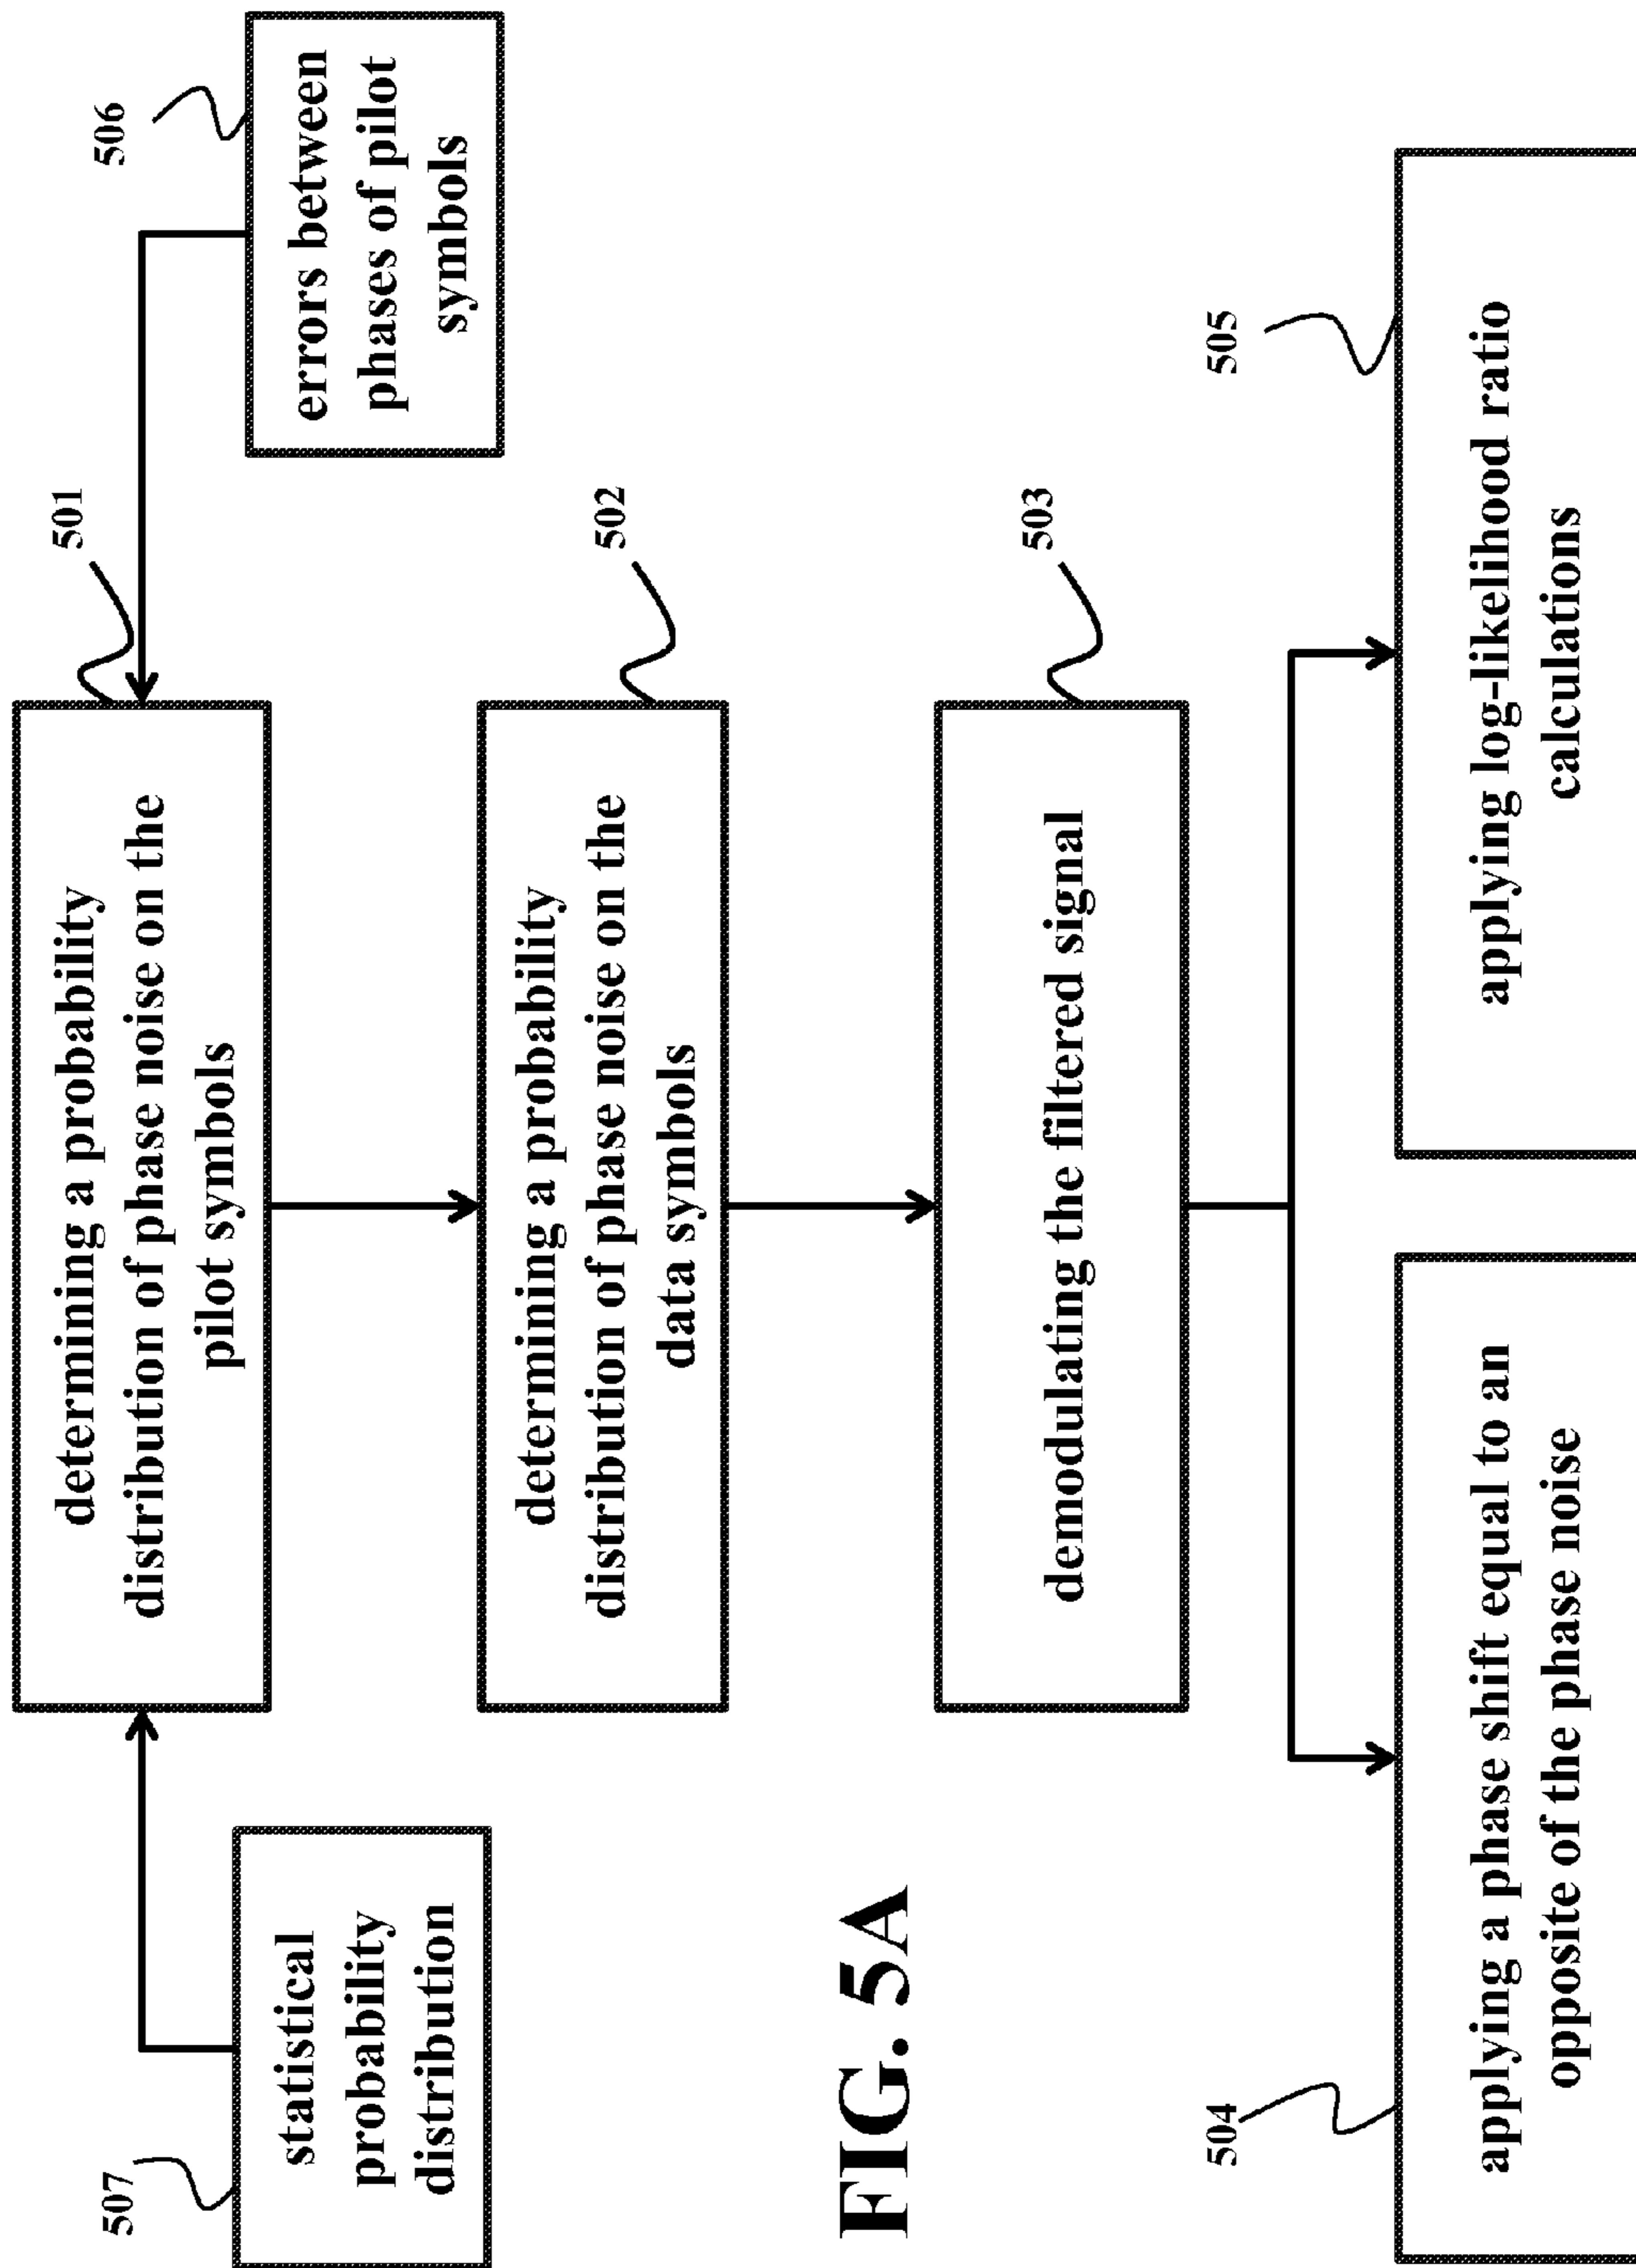 507
statistical
probability
distribution
501
determining a probability
distribution of phase noise on the
pilot symbols
506
errors between
phases of pilot
symbols
502
determining a probability
distribution of phase noise on the
data symbols
503
demodulating the filtered signal
FIG. 5A
504
applying a phase shift equal to an
opposite of the phase noise
505
applying log-likelihood ratio
calculations